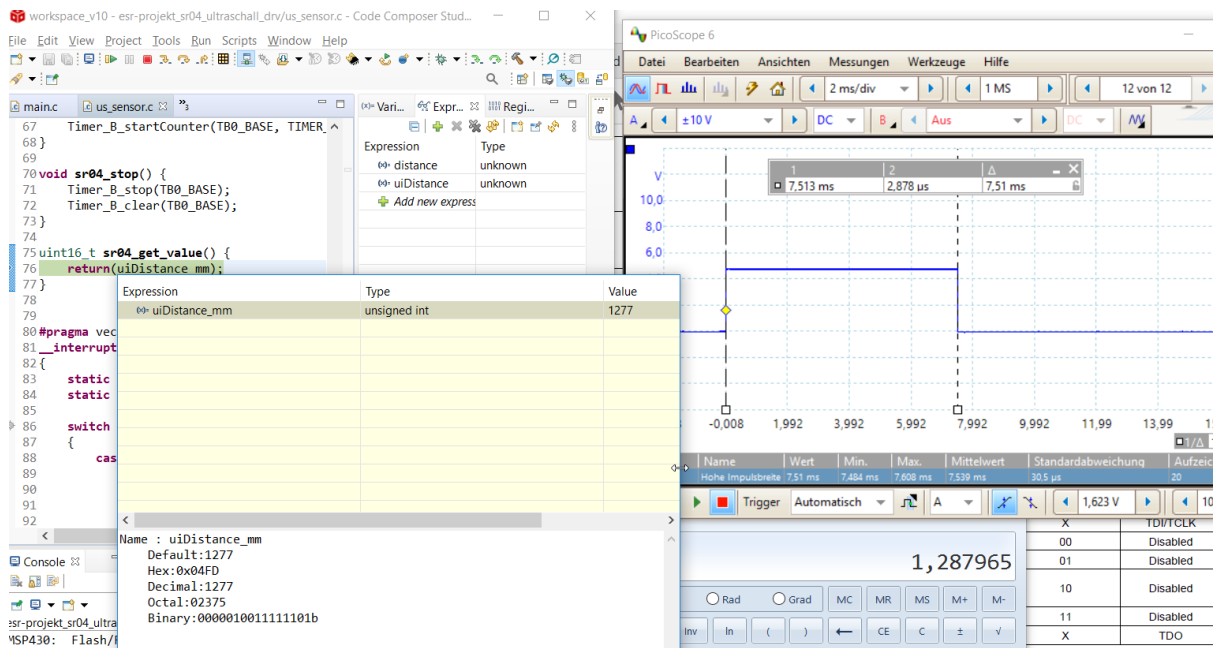 workspace_v10 - esr-projekt_sr04_ultraschall_drv/us_sensor.c - Code Composer Stud...
File Edit View Project Tools Run Scripts Window Help
main.c us_sensor.c »3
67 Timer_B_startCounter(TB0_BASE, TIMER_
68 }
69
70 void sr04_stop() {
71 Timer_B_stop(TB0_BASE);
72 Timer_B_clear(TB0_BASE);
73 }
74
75 uint16_t sr04_get_value() {
76 return(uiDistance_mm);
77 }
78
79
80 #pragma vec
81 __interrupt
82 {
83 static
84 static
85
86 switch
87 {
88 cas
89
90
91
92
(x)= Vari... Expr... Regi...
Expression Type
(x)= distance unknown
(x)= uiDistance unknown
Add new express
Expression Type Value
(x)= uiDistance_mm unsigned int 1277
Name : uiDistance_mm
Default:1277
Hex:0x04FD
Decimal:1277
Octal:02375
Binary:0000010011111101b
Console
esr-projekt_sr04_ultra
MSP430: Flash/
PicoScope 6
Datei Bearbeiten Ansichten Messungen Werkzeuge Hilfe
2 ms/div 1 MS 12 von 12
A ±10 V DC B Aus DC
V
10,0
8,0
6,0
1 2 Δ
7,513 ms 2,878 µs 7,51 ms
-0,008 1,992 3,992 5,992 7,992 9,992 11,99 13,99
1/Δ
Name Wert Min. Max. Mittelwert Standardabweichung Aufzeic
Hohe Impulsbreite 7,51 ms 7,484 ms 7,608 ms 7,539 ms 30,5 µs 20
Trigger Automatisch A 1,623 V 10
1,287965
Rad Grad MC MR MS M+ M-
Inv ln ( ) ← CE C ± √
X TDI/TCLK
00 Disabled
01 Disabled
10 Disabled
11 Disabled
X TDO